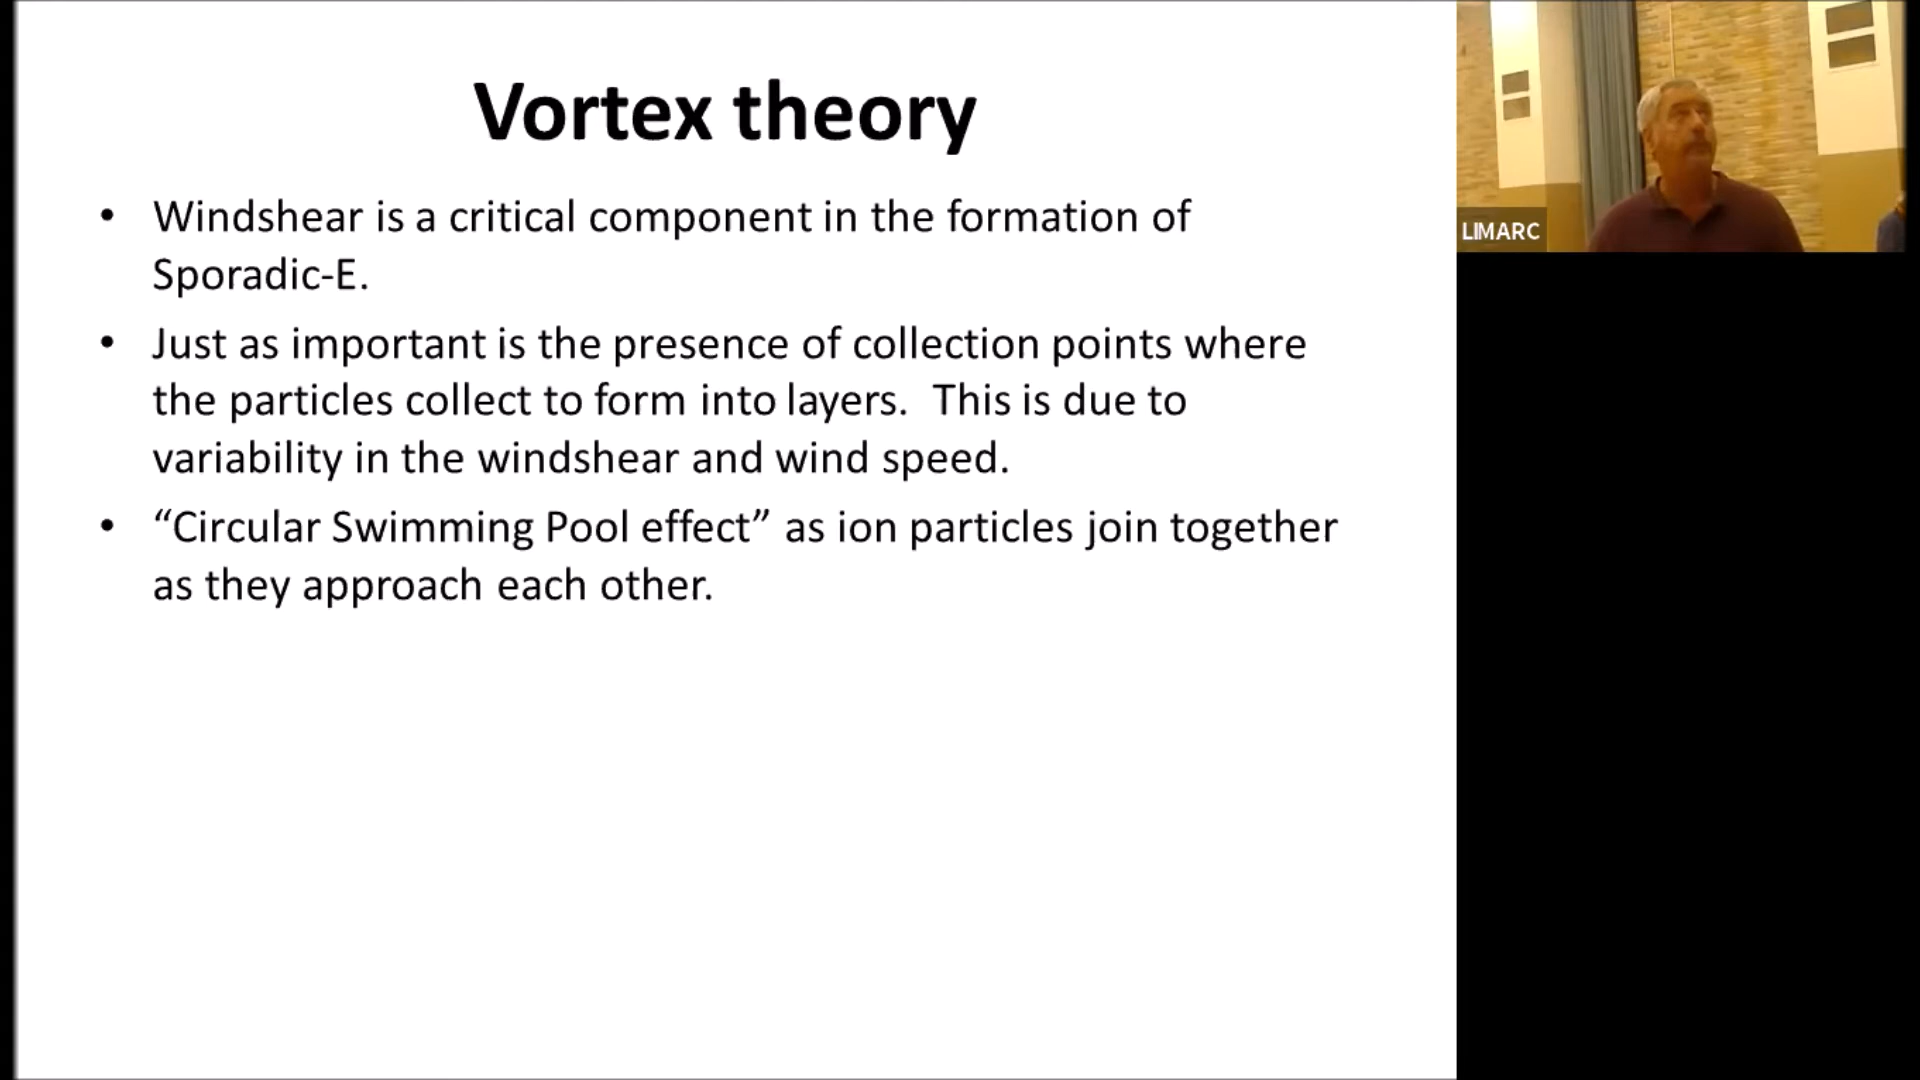 Vortex theory
• Windshear is a critical component in the formation of
Sporadic-E.
• Just as important is the presence of collection points where
the particles collect to form into layers.  This is due to
variability in the windshear and wind speed.
• “Circular Swimming Pool effect” as ion particles join together
as they approach each other.
LIMARC